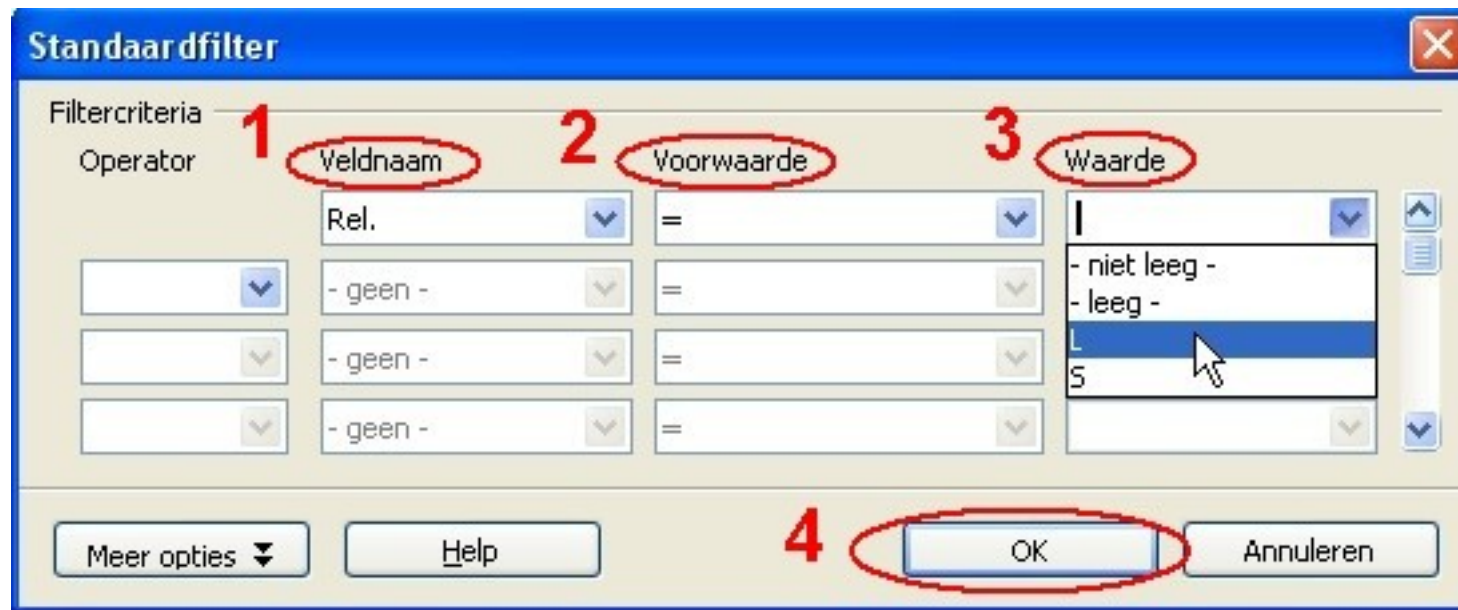 Standaardfilter
Filtercriteria
1 2 3
Operator Veldnaam Voorwaarde Waarde
Rel. =
- niet leeg -
- geen - =
- leeg -
L
- geen - =
S
- geen - =
4
Meer opties Help OK Annuleren